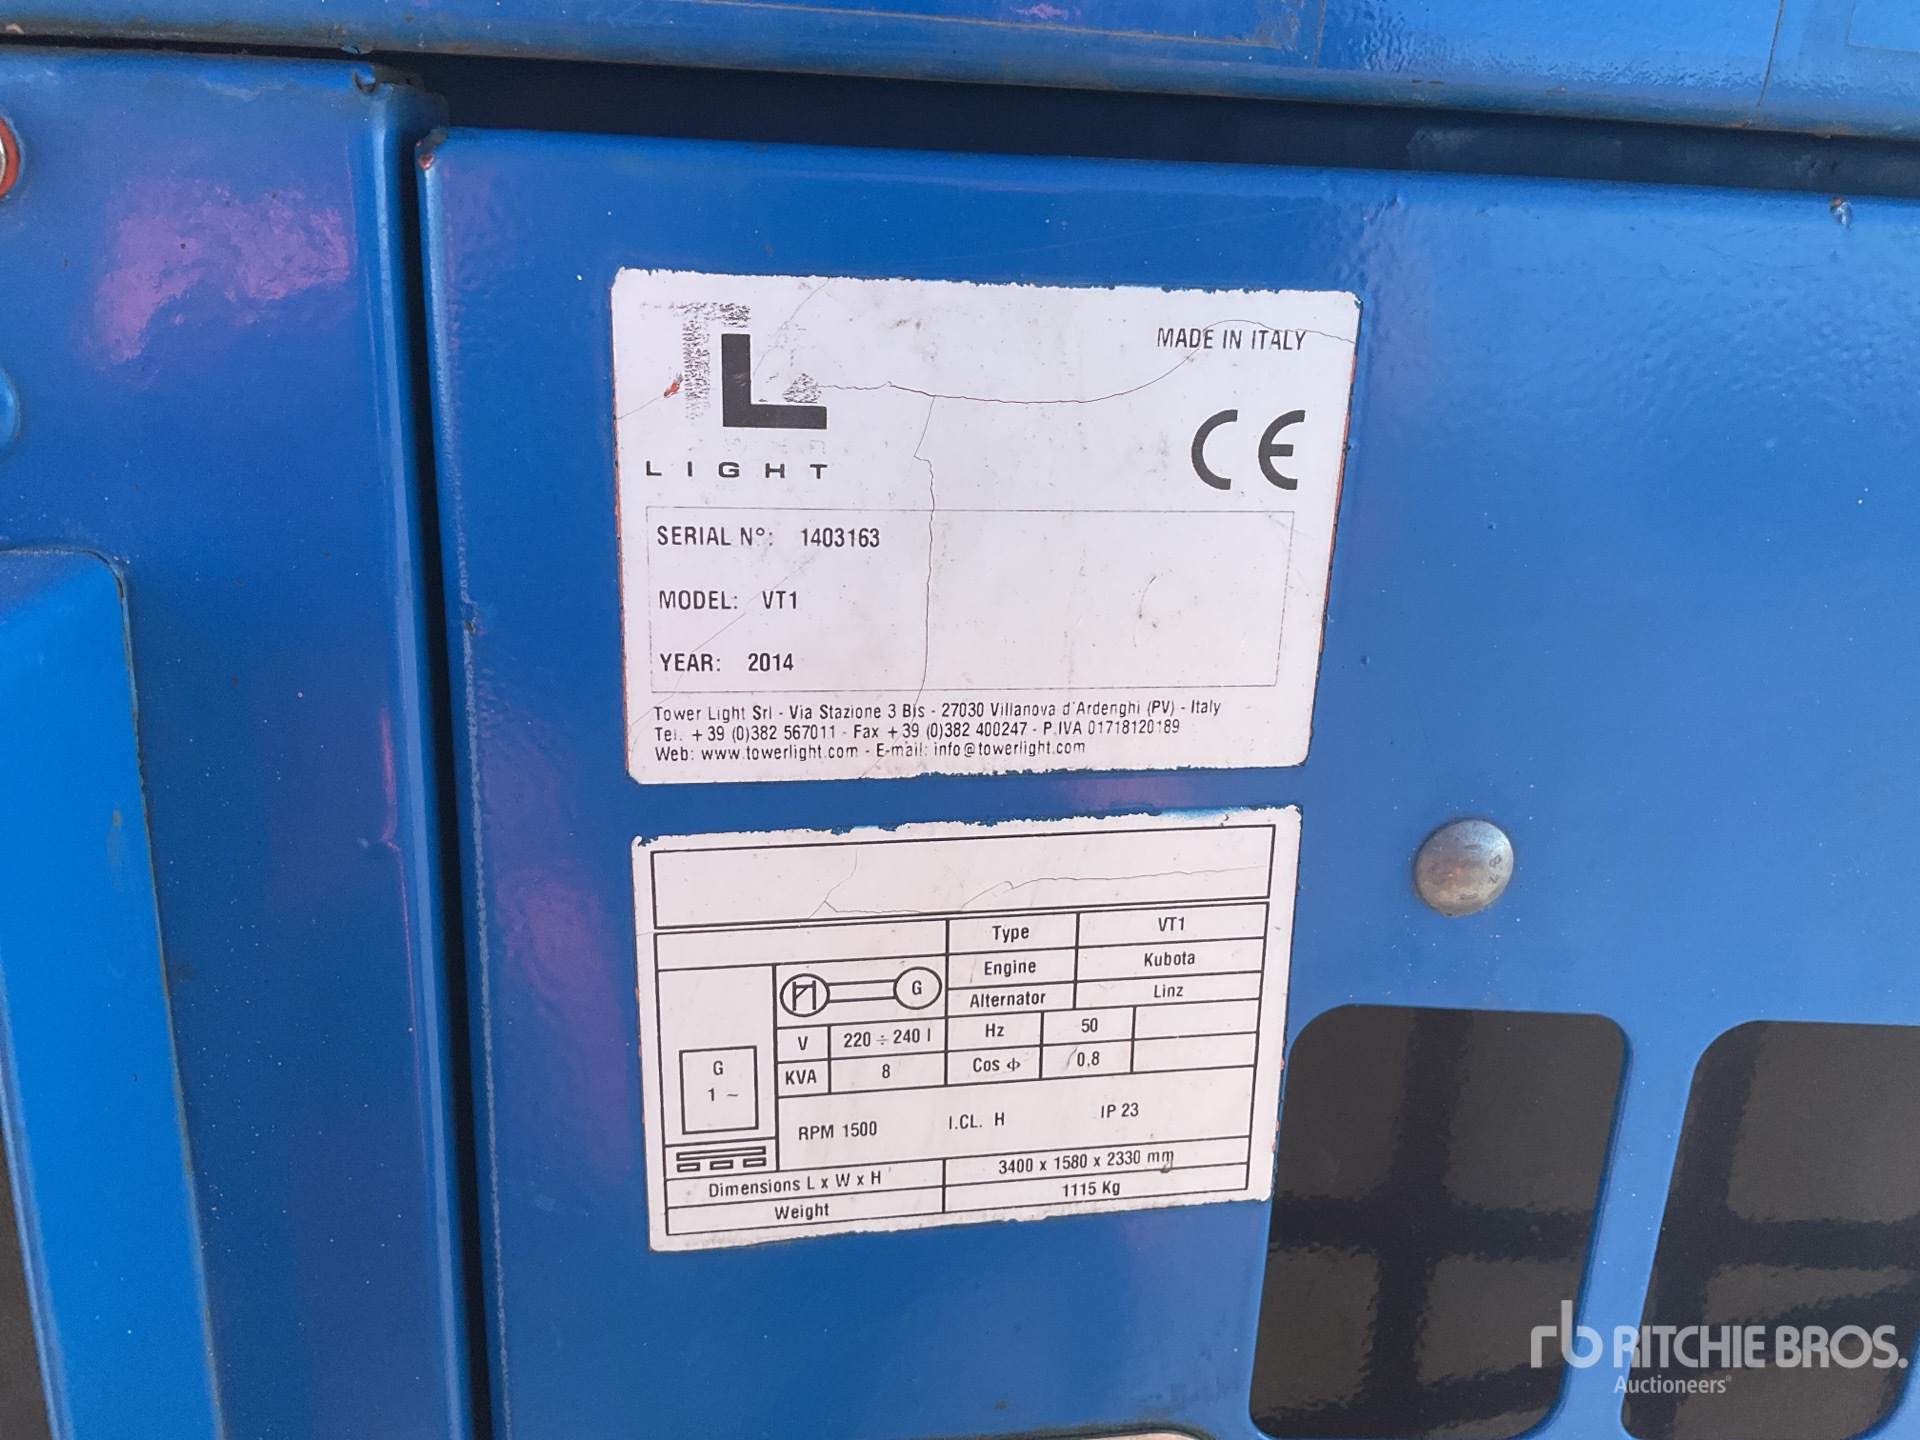 TL
LIGHT
MADE IN ITALY
CE
SERIAL N°: 1403163
MODEL: VT1
YEAR: 2014
Tower Light Srl - Via Stazione 3 Bis - 27030 Villanova d'Ardenghi (PV) - Italy
Tel. +39 (0)382 567011 - Fax +39 (0)382 400247 - P.IVA 01718120189
Web: www.towerlight.com - E-mail: info@towerlight.com
Type VT1
Engine Kubota
Alternator Linz
G
V 220 ÷ 240 I Hz 50
KVA 8 Cos ϕ 0,8
G
1 ~
RPM 1500 I.CL. H IP 23
Dimensions L x W x H 3400 x 1580 x 2330 mm
Weight 1115 Kg
rb RITCHIE BROS.
Auctioneers